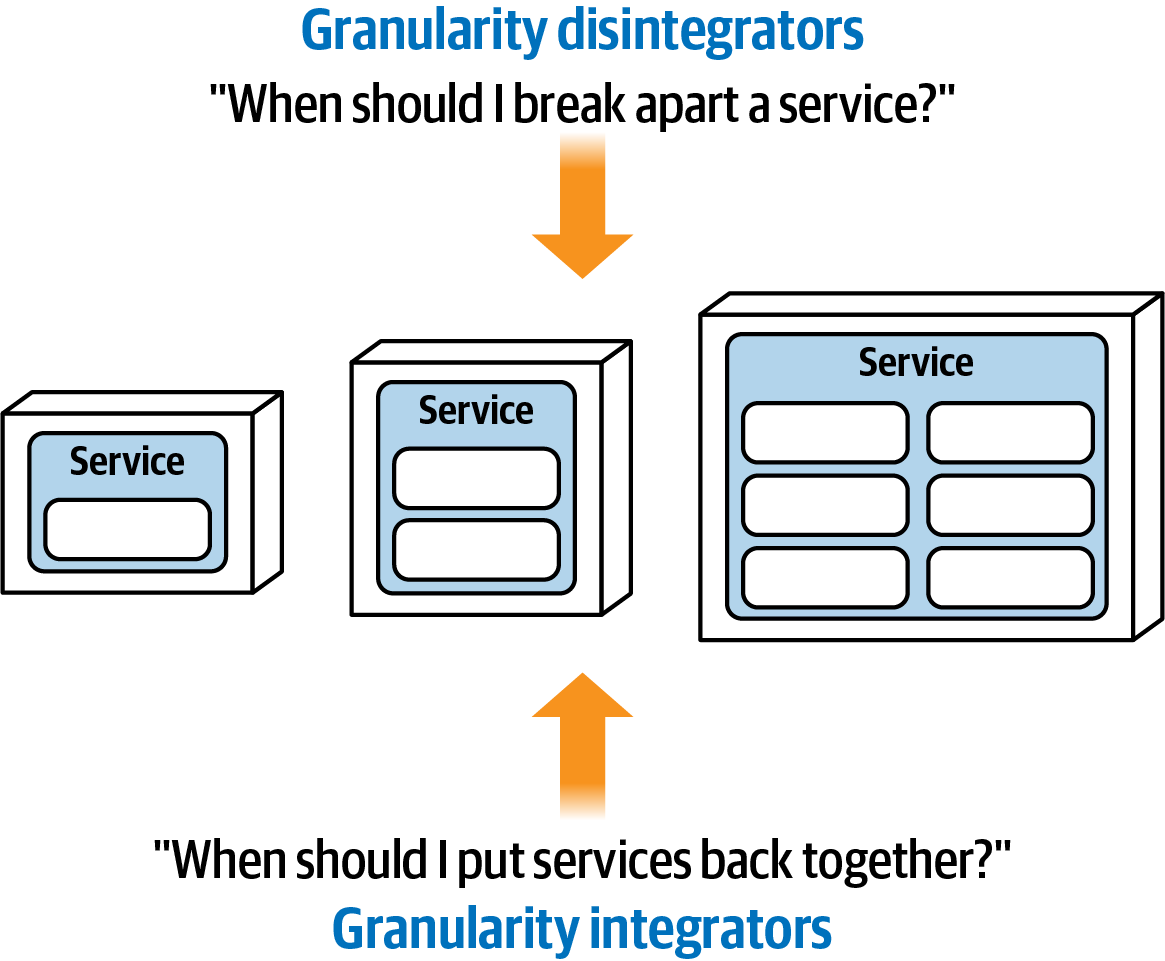 Granularity disintegrators
"When should I break apart a service?"
Service
Service
Service
"When should I put services back together?"
Granularity integrators